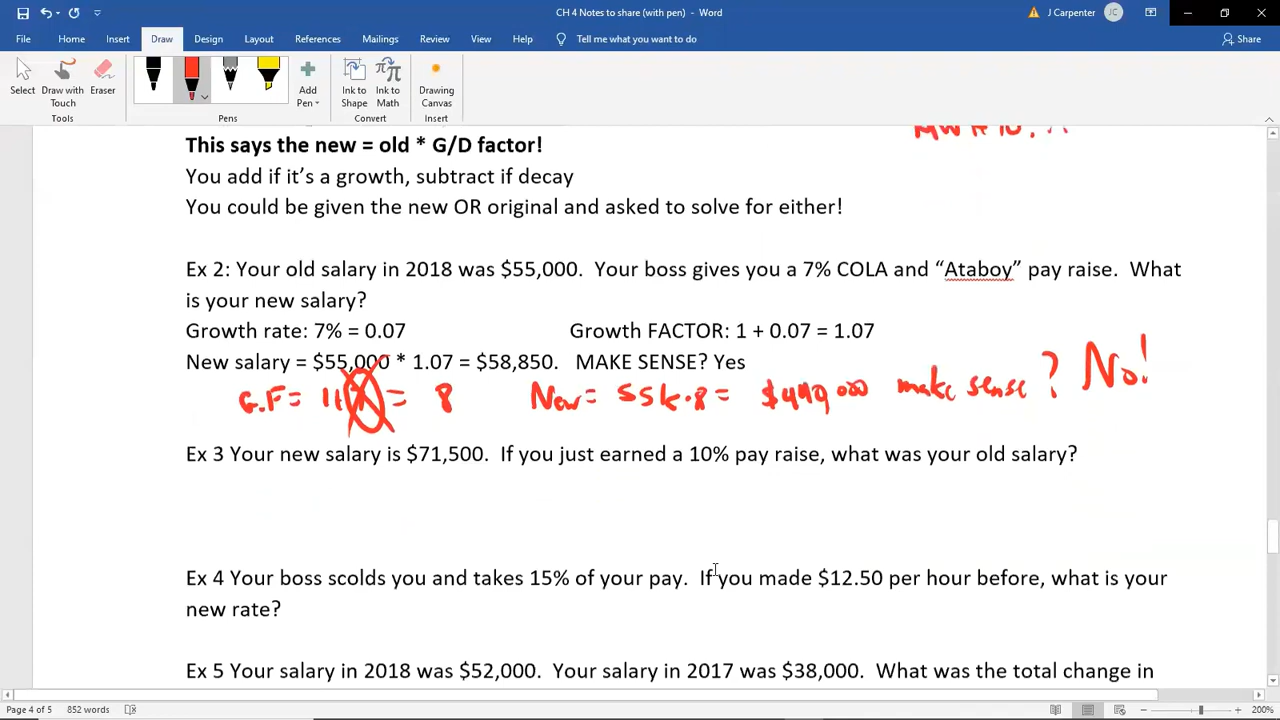 CH 4 Notes to share (with pen) - Word
J Carpenter JC
File Home Insert Draw Design Layout References Mailings Review View Help Tell me what you want to do Share
Select Draw with Touch Eraser Add Pen Ink to Shape Ink to Math Drawing Canvas
Tools Pens Convert Insert
This says the new = old * G/D factor!
You add if it's a growth, subtract if decay
You could be given the new OR original and asked to solve for either!
Ex 2: Your old salary in 2018 was $55,000. Your boss gives you a 7% COLA and “Ataboy” pay raise. What
is your new salary?
Growth rate: 7% = 0.07 Growth FACTOR: 1 + 0.07 = 1.07
New salary = $55,000 * 1.07 = $58,850. MAKE SENSE? Yes
G.F = = 8 New = 55k·8 = $440,000 make sense? No!
Ex 3 Your new salary is $71,500. If you just earned a 10% pay raise, what was your old salary?
Ex 4 Your boss scolds you and takes 15% of your pay. If you made $12.50 per hour before, what is your
new rate?
Ex 5 Your salary in 2018 was $52,000. Your salary in 2017 was $38,000. What was the total change in
Page 4 of 5 852 words 200%